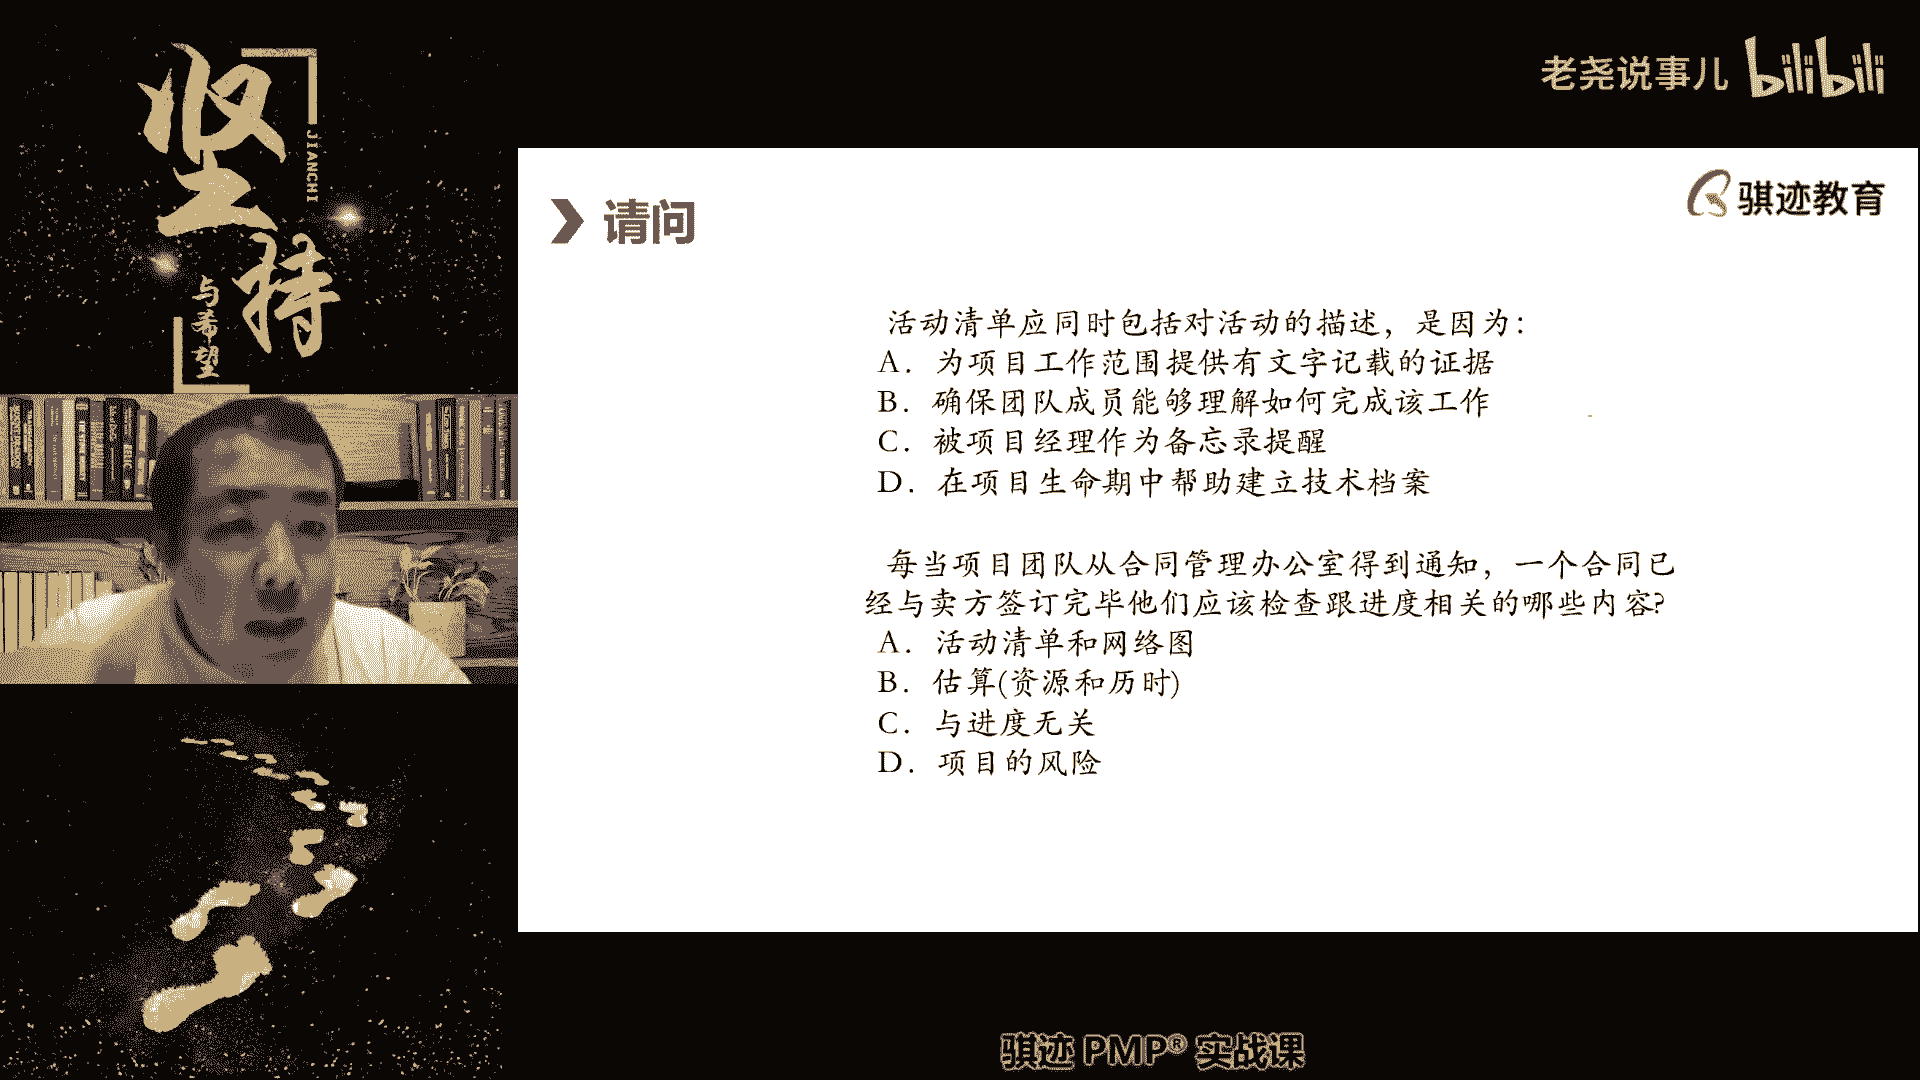 坚持
JIANCHI
与希望
老尧说事儿 bilibili
骐迹教育
请问
活动清单应同时包括对活动的描述，是因为：
A．为项目工作范围提供有文字记载的证据
B．确保团队成员能够理解如何完成该工作
C．被项目经理作为备忘录提醒
D．在项目生命期中帮助建立技术档案
每当项目团队从合同管理办公室得到通知，一个合同已
经与卖方签订完毕他们应该检查跟进度相关的哪些内容?
A．活动清单和网络图
B．估算(资源和历时)
C．与进度无关
D．项目的风险
骐迹 PMP® 实战课